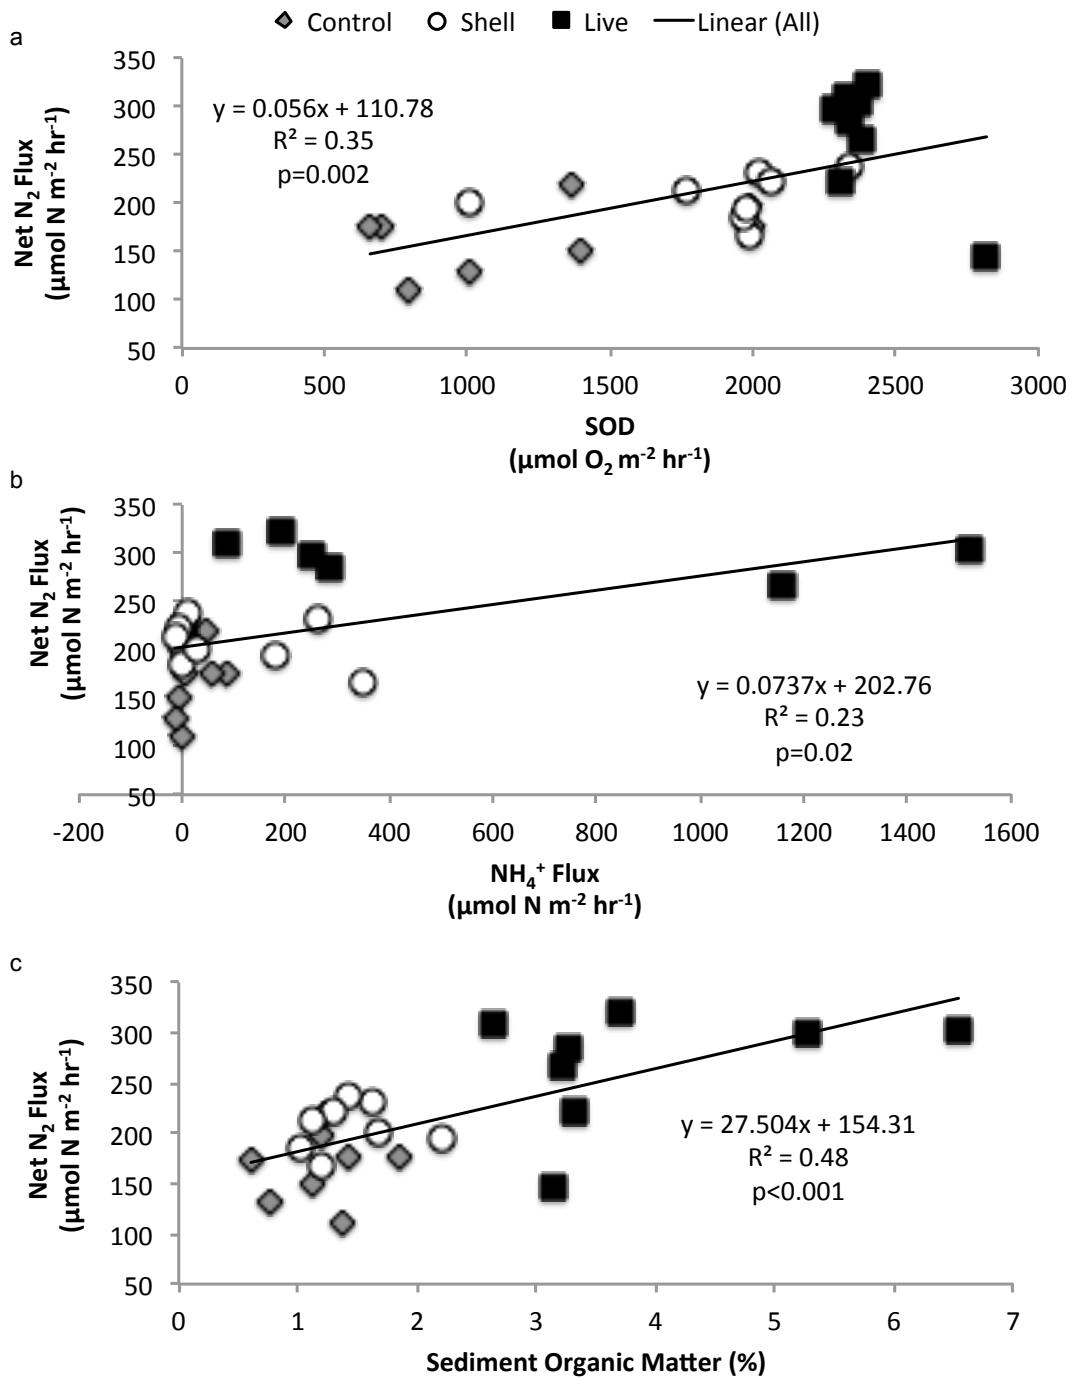 Control Shell Live Linear (All)
a
350
300
250
200
150
100
50
Net N₂ Flux
(µmol N m⁻² hr⁻¹)
y = 0.056x + 110.78
R² = 0.35
p=0.002
0 500 1000 1500 2000 2500 3000
SOD
(µmol O₂ m⁻² hr⁻¹)
b
350
300
250
200
150
100
50
Net N₂ Flux
(µmol N m⁻² hr⁻¹)
y = 0.0737x + 202.76
R² = 0.23
p=0.02
-200 0 200 400 600 800 1000 1200 1400 1600
NH₄⁺ Flux
(µmol N m⁻² hr⁻¹)
c
350
300
250
200
150
100
50
Net N₂ Flux
(µmol N m⁻² hr⁻¹)
y = 27.504x + 154.31
R² = 0.48
p<0.001
0 1 2 3 4 5 6 7
Sediment Organic Matter (%)